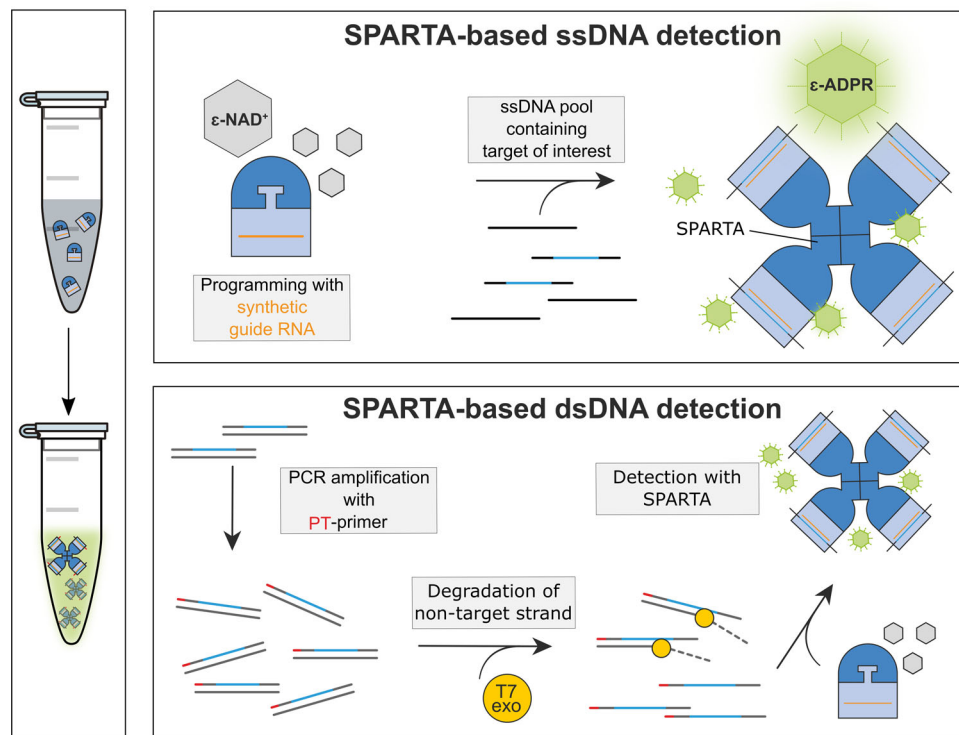 SPARTA-based ssDNA detection
ε-NAD⁺
ssDNA pool
containing
target of interest
ε-ADPR
SPARTA
Programming with
synthetic
guide RNA
SPARTA-based dsDNA detection
PCR amplification
with
PT-primer
Detection with
SPARTA
Degradation of
non-target strand
T7
exo